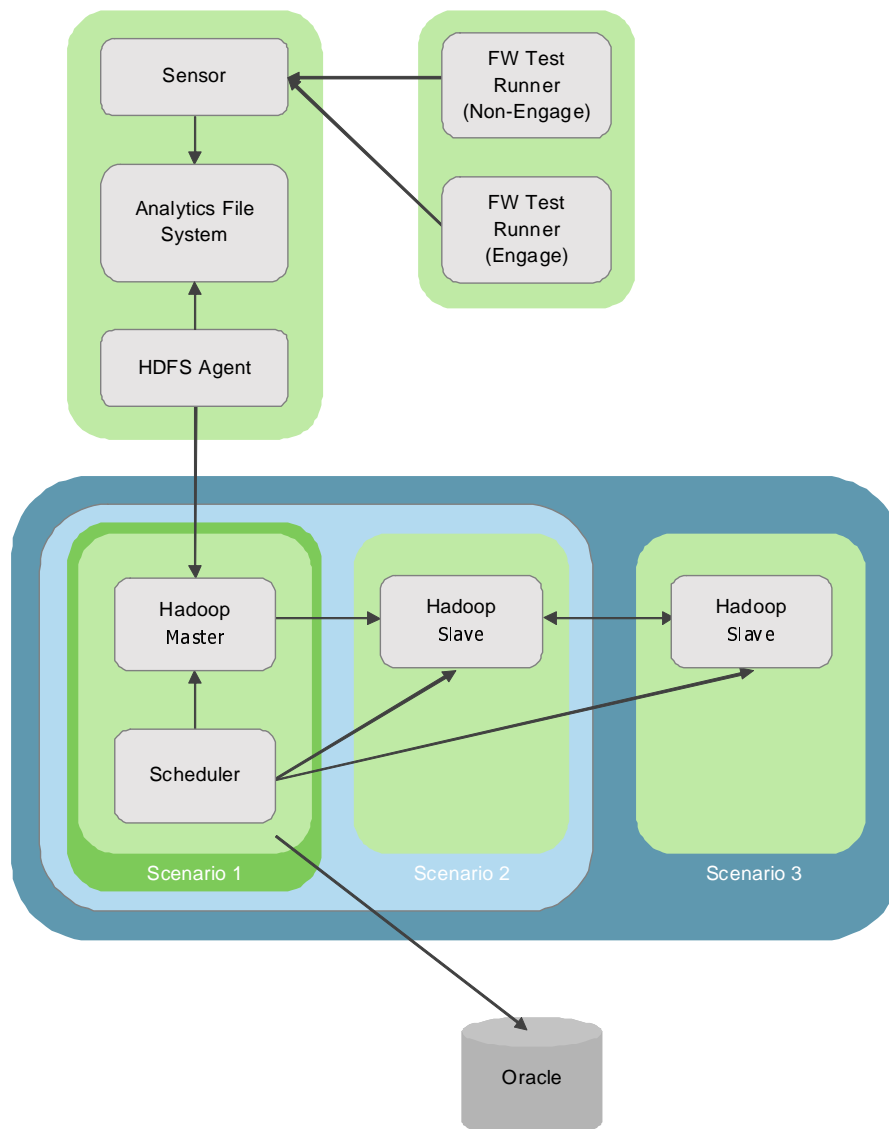 Sensor
FW Test
Runner
(Non-Engage)
Analytics File
System
FW Test
Runner
(Engage)
HDFS Agent
Hadoop
Master
Hadoop
Slave
Hadoop
Slave
Scheduler
Scenario 1
Scenario 2
Scenario 3
Oracle